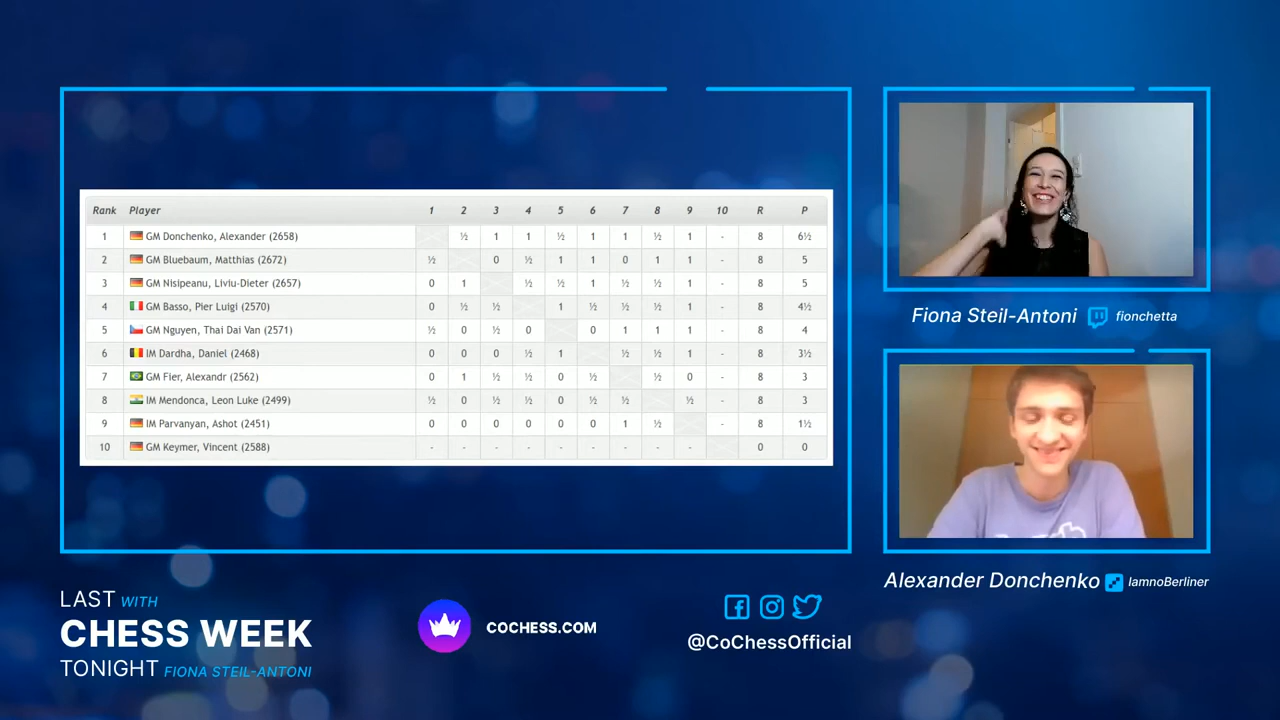 Rank Player 1 2 3 4 5 6 7 8 9 10 R P
1 GM Donchenko, Alexander (2658) ½ 1 1 ½ 1 1 ½ 1 - 8 6½
2 GM Bluebaum, Matthias (2672) ½ 0 ½ 1 1 0 1 1 - 8 5
3 GM Nisipeanu, Liviu-Dieter (2657) 0 1 ½ ½ 1 ½ ½ 1 - 8 5
4 GM Basso, Pier Luigi (2570) 0 ½ ½ 1 ½ ½ ½ 1 - 8 4½
5 GM Nguyen, Thai Dai Van (2571) ½ 0 ½ 0 0 1 1 1 - 8 4
6 IM Dardha, Daniel (2468) 0 0 0 ½ 1 ½ ½ 1 - 8 3½
7 GM Fier, Alexandr (2562) 0 1 ½ ½ 0 ½ ½ 0 - 8 3
8 IM Mendonca, Leon Luke (2499) ½ 0 ½ ½ 0 ½ ½ ½ - 8 3
9 IM Parvanyan, Ashot (2451) 0 0 0 0 0 0 1 ½ - 8 1½
10 GM Keymer, Vincent (2588) - - - - - - - - - 0 0
Fiona Steil-Antoni fionchetta
Alexander Donchenko IamnoBerliner
LAST WITH
CHESS WEEK
TONIGHT FIONA STEIL-ANTONI
COCHESS.COM
@CoChessOfficial